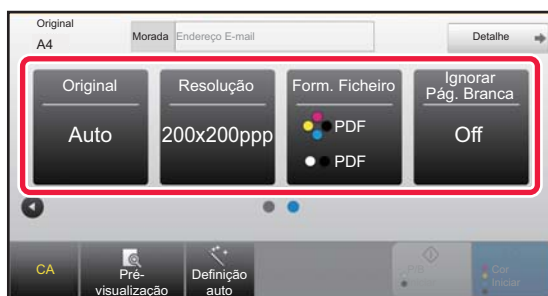 Original
A4
Morada
Endereço E-mail
Detalhe
Original
Auto
Resolução
200x200ppp
Form. Ficheiro
PDF
PDF
Ignorar
Pág. Branca
Off
CA
Pré-
visualização
Definição
auto
P/B
Cor
Iniciar